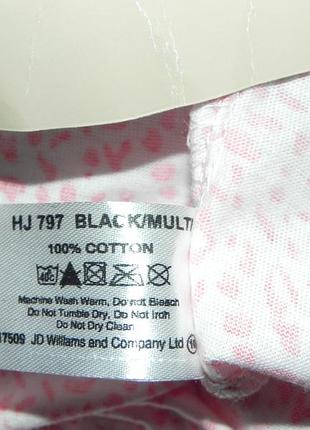 HJ 797 BLACK/MULTI
100% COTTON
40°
Machine Wash Warm, Do not Bleach
Do Not Tumble Dry, Do Not Iron
Do Not Dry Clean
17509 JD Williams and Company Ltd